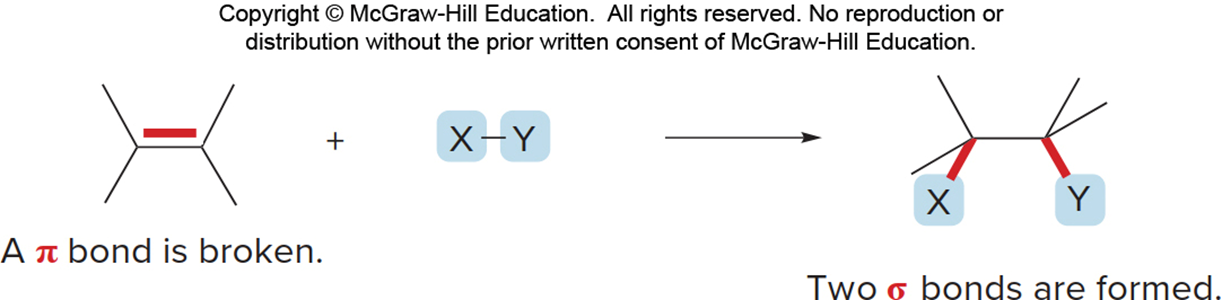 Copyright © McGraw-Hill Education.  All rights reserved. No reproduction or
distribution without the prior written consent of McGraw-Hill Education.
+ X–Y
X Y
A π bond is broken.
Two σ bonds are formed.